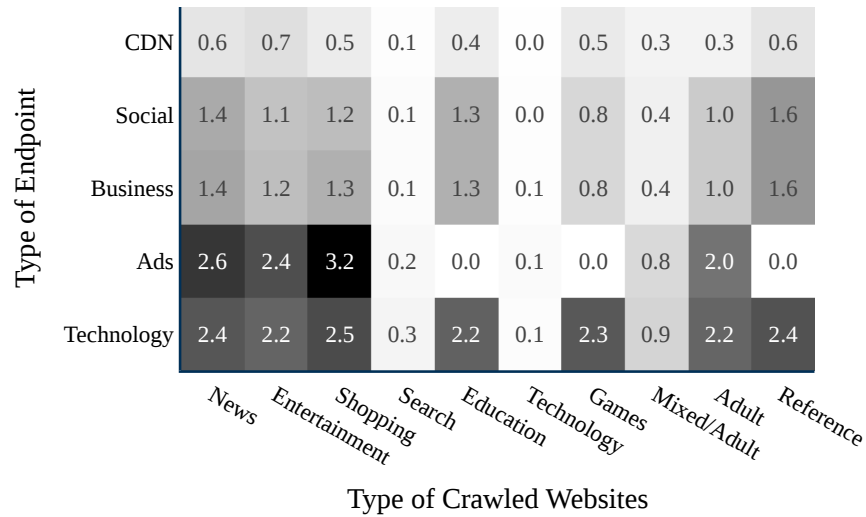 CDN 0.6 0.7 0.5 0.1 0.4 0.0 0.5 0.3 0.3 0.6
Social 1.4 1.1 1.2 0.1 1.3 0.0 0.8 0.4 1.0 1.6
Business 1.4 1.2 1.3 0.1 1.3 0.1 0.8 0.4 1.0 1.6
Ads 2.6 2.4 3.2 0.2 0.0 0.1 0.0 0.8 2.0 0.0
Technology 2.4 2.2 2.5 0.3 2.2 0.1 2.3 0.9 2.2 2.4
Type of Endpoint
News Entertainment Shopping Search Education Technology Games Mixed/Adult Adult Reference
Type of Crawled Websites